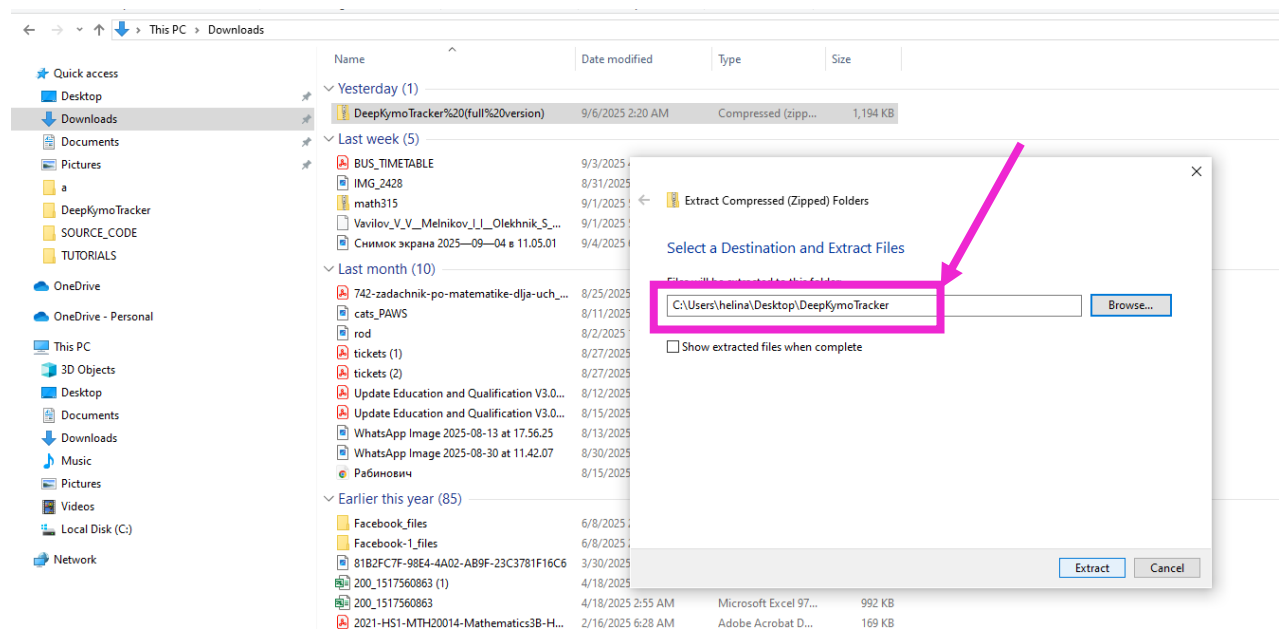 This PC > Downloads
Name Date modified Type Size
Quick access
Desktop
Downloads
Documents
Pictures
a
DeepKymoTracker
SOURCE_CODE
TUTORIALS
OneDrive
OneDrive - Personal
This PC
3D Objects
Desktop
Documents
Downloads
Music
Pictures
Videos
Local Disk (C:)
Network
Yesterday (1)
DeepKymoTracker%20(full%20version) 9/6/2025 2:20 AM Compressed (zipp... 1,194 KB
Last week (5)
BUS_TIMETABLE 9/3/2025
IMG_2428 8/31/2025
math315 9/1/2025
Vavilov_V_V__Melnikov_I_I__Olekhnik_S_... 9/1/2025
Снимок экрана 2025—09—04 в 11.05.01 9/4/2025
Last month (10)
742-zadachnik-po-matematike-dlja-uch_... 8/25/2025
cats_PAWS 8/11/2025
rod 8/2/2025
tickets (1) 8/27/2025
tickets (2) 8/27/2025
Update Education and Qualification V3.0... 8/12/2025
Update Education and Qualification V3.0... 8/15/2025
WhatsApp Image 2025-08-13 at 17.56.25 8/13/2025
WhatsApp Image 2025-08-30 at 11.42.07 8/30/2025
Рабинович 8/15/2025
Earlier this year (85)
Facebook_files 6/8/2025
Facebook-1_files 6/8/2025
81B2FC7F-98E4-4A02-AB9F-23C3781F16C6 3/30/2025
200_1517560863 (1) 4/18/2025
200_1517560863 4/18/2025 2:55 AM Microsoft Excel 97... 992 KB
2021-HS1-MTH20014-Mathematics3B-H... 2/16/2025 6:28 AM Adobe Acrobat D... 169 KB
Extract Compressed (Zipped) Folders
Select a Destination and Extract Files
Files will be extracted to this folder
C:\Users\helina\Desktop\DeepKymoTracker
Browse...
Show extracted files when complete
Extract Cancel